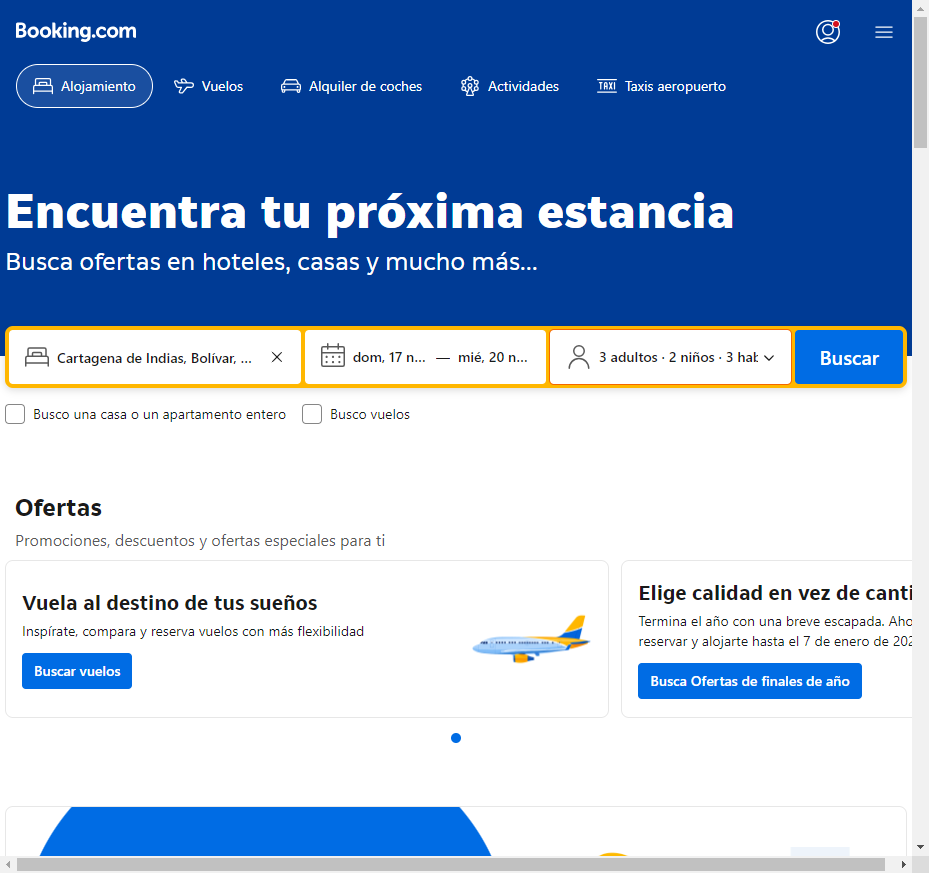 Booking.com
Alojamiento
Vuelos
Alquiler de coches
Actividades
TAXI
Taxis aeropuerto
Encuentra tu próxima estancia
Busca ofertas en hoteles, casas y mucho más...
Cartagena de Indias, Bolívar, ...
dom, 17 n... — mié, 20 n...
3 adultos · 2 niños · 3 hab
Buscar
Busco una casa o un apartamento entero
Busco vuelos
Ofertas
Promociones, descuentos y ofertas especiales para ti
Vuela al destino de tus sueños
Inspírate, compara y reserva vuelos con más flexibilidad
Buscar vuelos
Elige calidad en vez de canti
Termina el año con una breve escapada. Aho
reservar y alojarte hasta el 7 de enero de 202
Busca Ofertas de finales de año